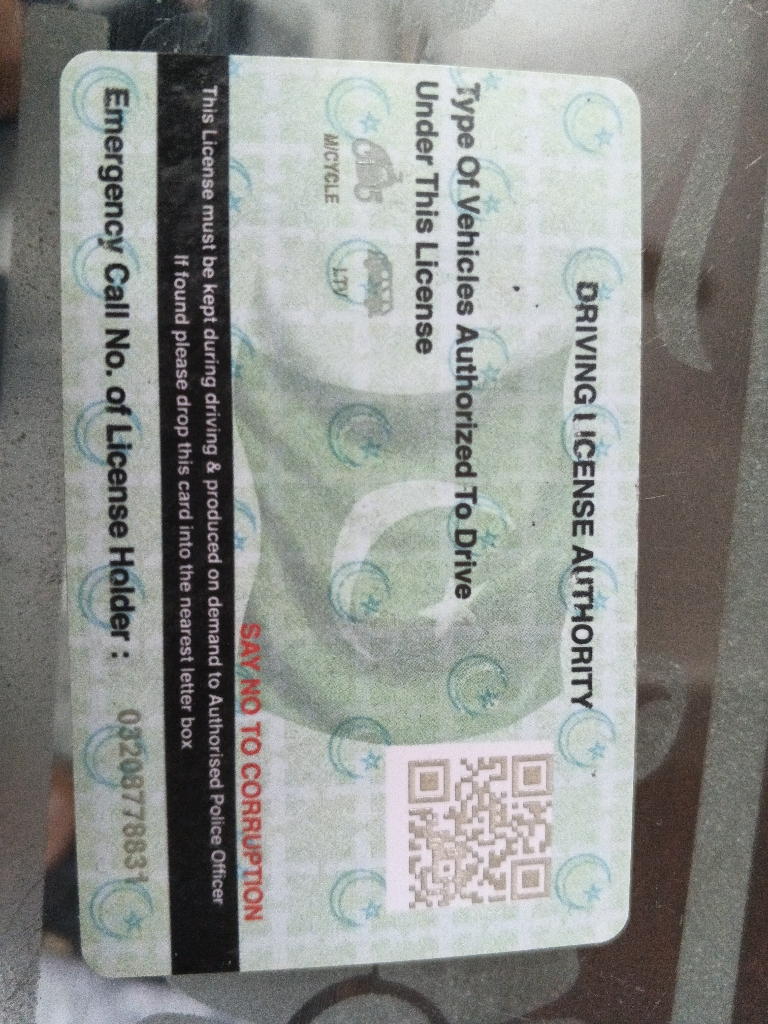 DRIVING LICENSE AUTHORITY
Type Of Vehicles Authorized To Drive
Under This License
M/CYCLE
LTV
SAY NO TO CORRUPTION
This License must be kept during driving & produced on demand to Authorised Police Officer
If found please drop this card into the nearest letter box
Emergency Call No. of License Holder : 03208778831